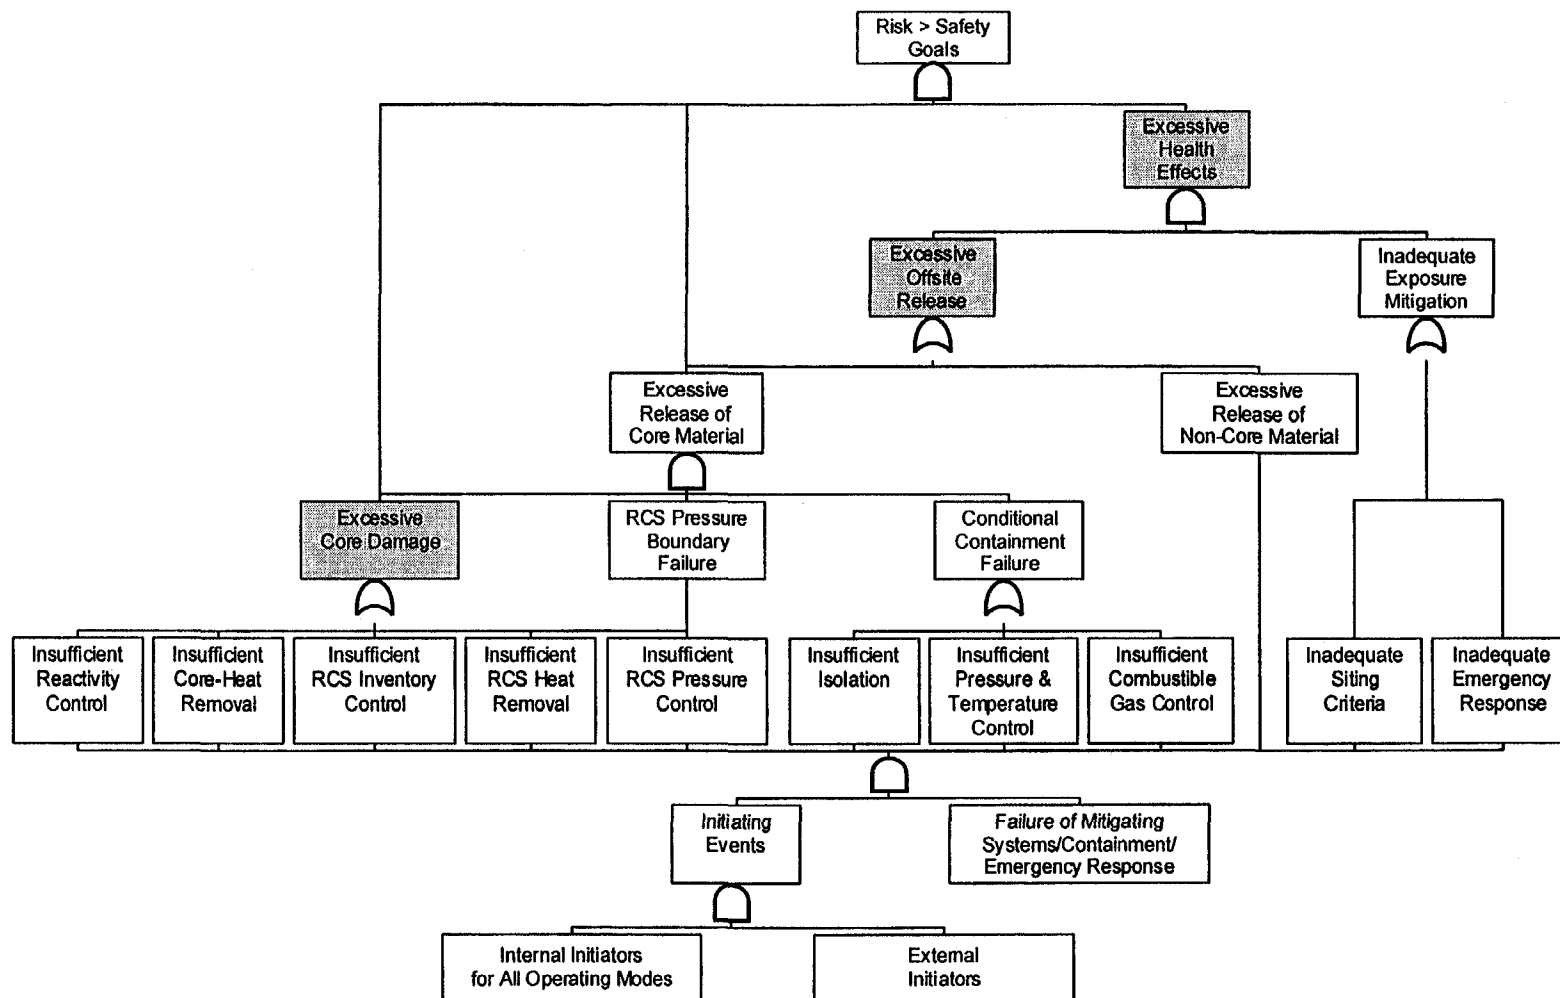 Risk > Safety
Goals
Excessive
Health
Effects
Excessive
Offsite
Release
Inadequate
Exposure
Mitigation
Excessive
Release of
Core Material
Excessive
Release of
Non-Core Material
Excessive
Core Damage
RCS Pressure
Boundary
Failure
Conditional
Containment
Failure
Insufficient
Reactivity
Control
Insufficient
Core-Heat
Removal
Insufficient
RCS Inventory
Control
Insufficient
RCS Heat
Removal
Insufficient
RCS Pressure
Control
Insufficient
Isolation
Insufficient
Pressure &
Temperature
Control
Insufficient
Combustible
Gas Control
Inadequate
Siting
Criteria
Inadequate
Emergency
Response
Initiating
Events
Failure of Mitigating
Systems/Containment/
Emergency Response
Internal Initiators
for All Operating Modes
External
Initiators